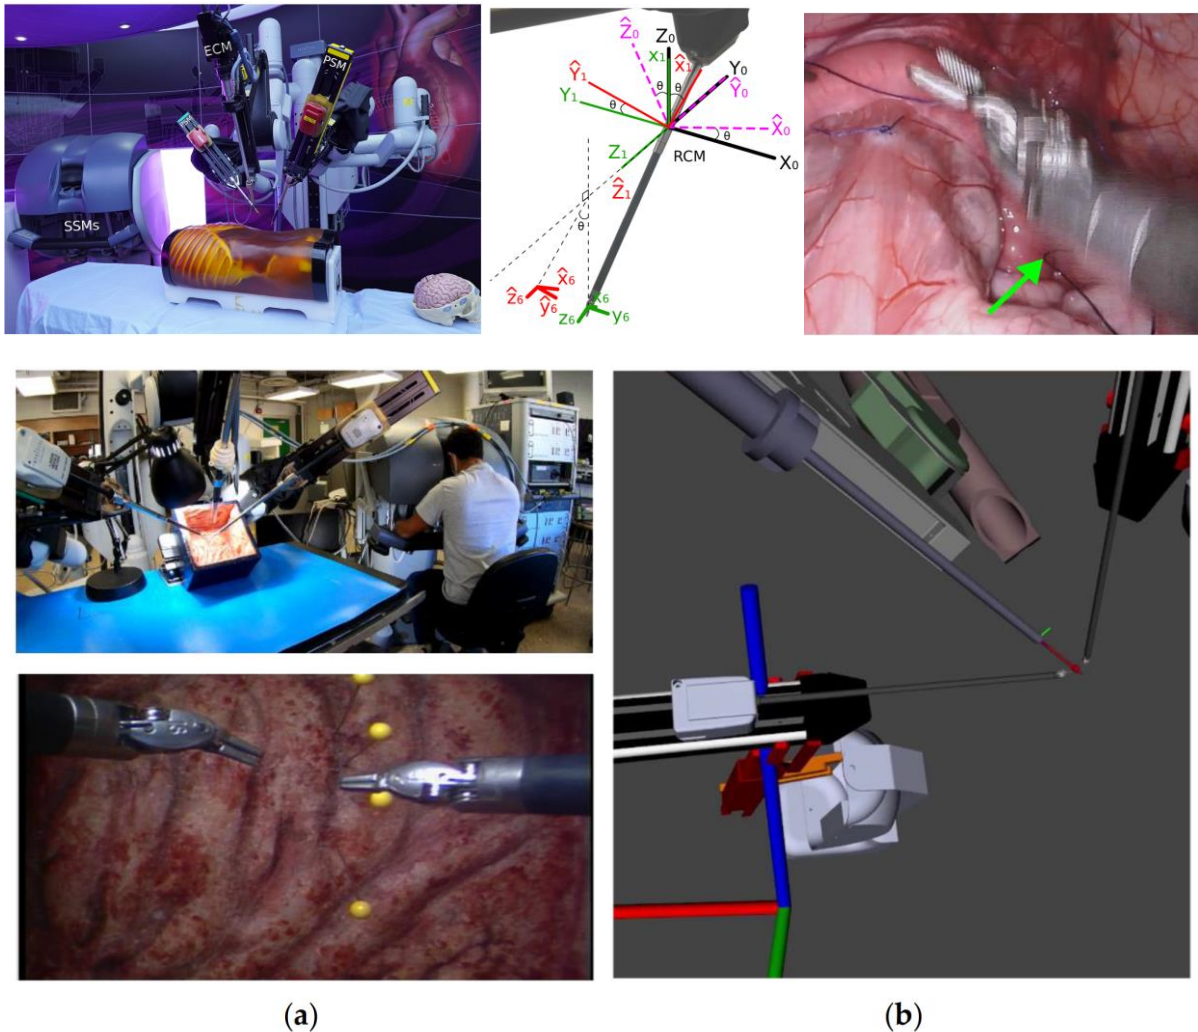 ECM
PSM
SSMs
Ẑ₀
Z₀
x₁
x̂₁
Ŷ₁
Y₁
θ
θ
θ
Y₀
Ŷ₀
X̂₀
θ
X₀
RCM
Z₁
Ẑ₁
θ
x̂₆
ẑ₆
ŷ₆
x₆
z₆
y₆
S
(a)
(b)